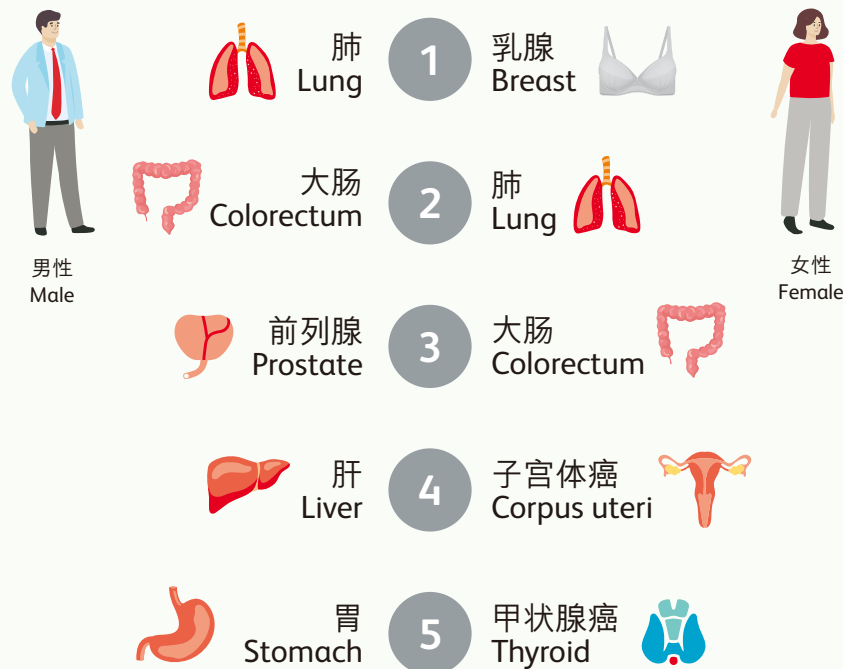 肺
Lung
1
乳腺
Breast
大肠
Colorectum
2
肺
Lung
男性
Male
女性
Female
前列腺
Prostate
3
大肠
Colorectum
肝
Liver
4
子宫体癌
Corpus uteri
胃
Stomach
5
甲状腺癌
Thyroid